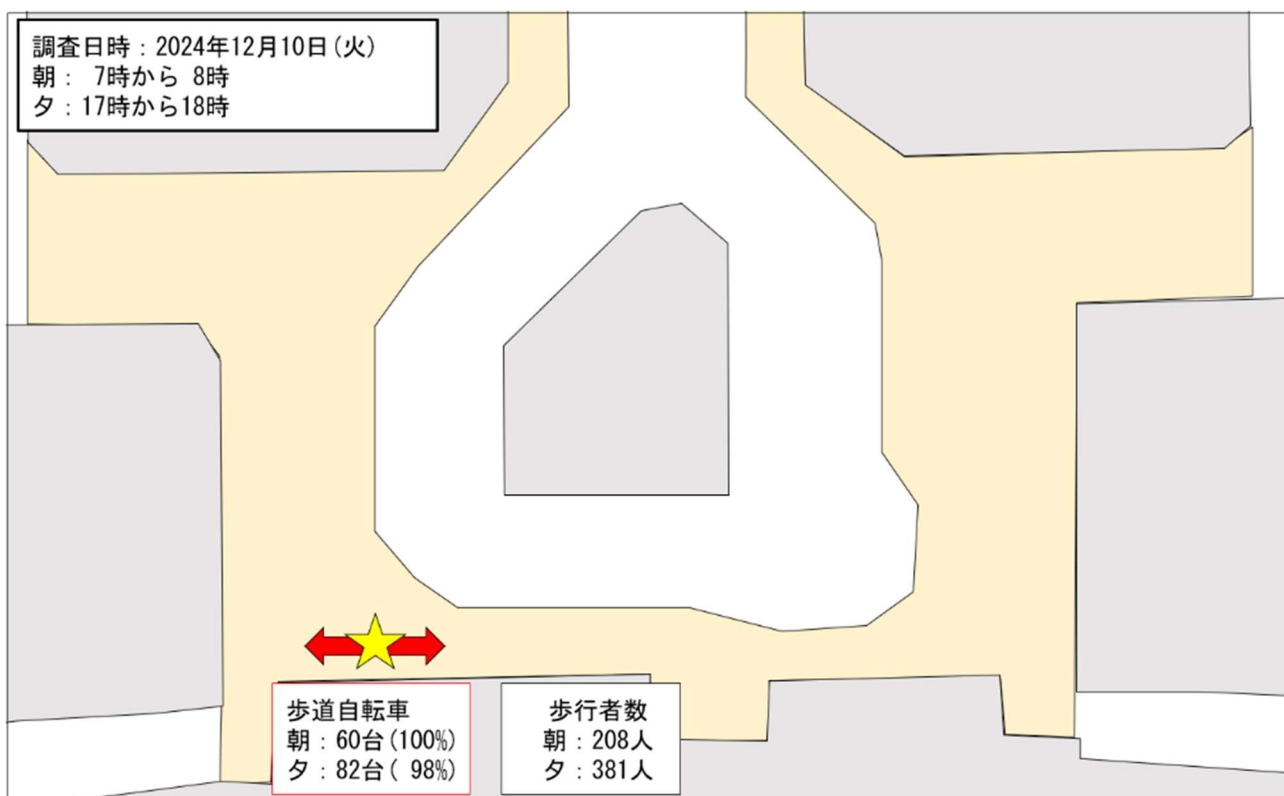 調査日時：2024年12月10日(火)
朝： 7時から 8時
夕：17時から18時
歩道自転車
朝：60台(100%)
夕：82台( 98%)
歩行者数
朝：208人
夕：381人